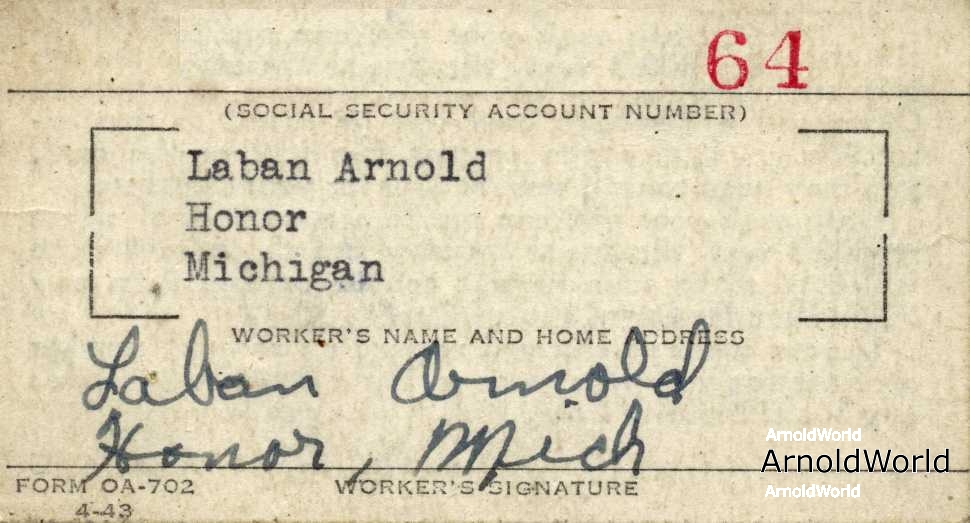 64
(SOCIAL SECURITY ACCOUNT NUMBER)
Laban Arnold
Honor
Michigan
WORKER'S NAME AND HOME ADDRESS
Laban Arnold
Honor, Mich
FORM OA-702
4-43
WORKER'S SIGNATURE
ArnoldWorld
ArnoldWorld
ArnoldWorld